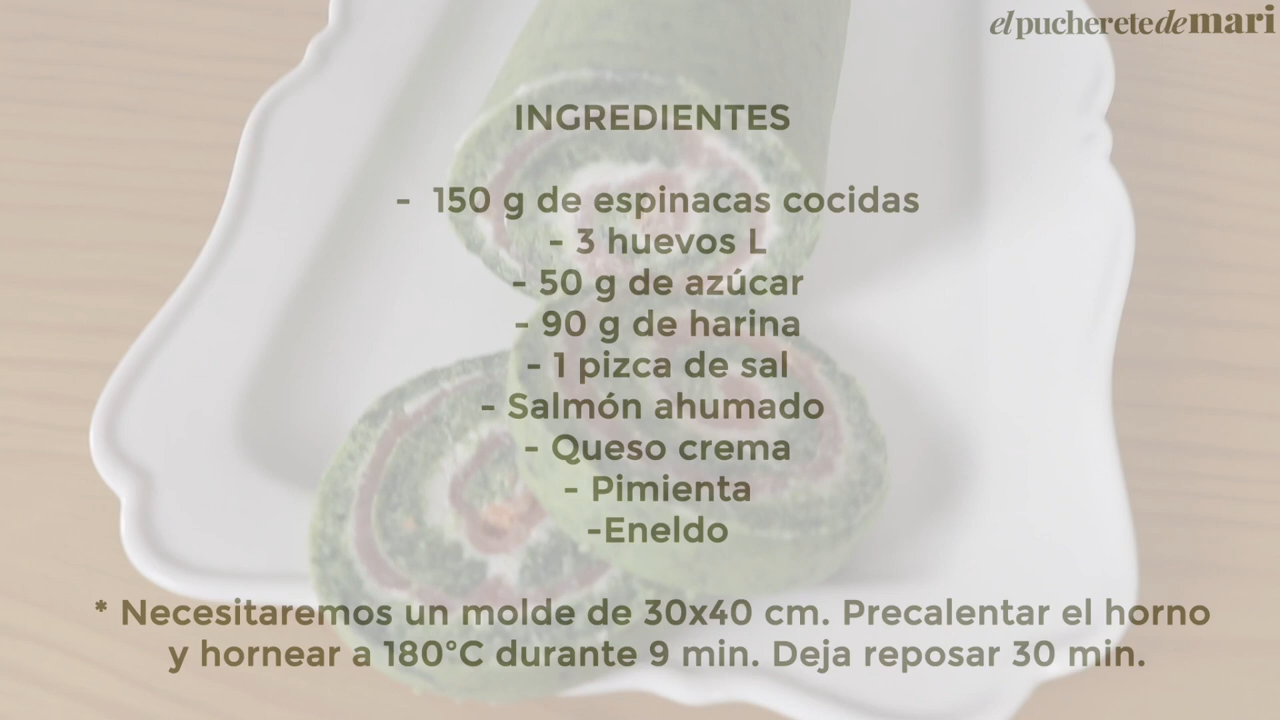 elpucheretedemari
INGREDIENTES
- 150 g de espinacas cocidas
- 3 huevos L
- 50 g de azúcar
- 90 g de harina
- 1 pizca de sal
- Salmón ahumado
- Queso crema
- Pimienta
-Eneldo
* Necesitaremos un molde de 30x40 cm. Precalentar el horno
y hornear a 180°C durante 9 min. Deja reposar 30 min.